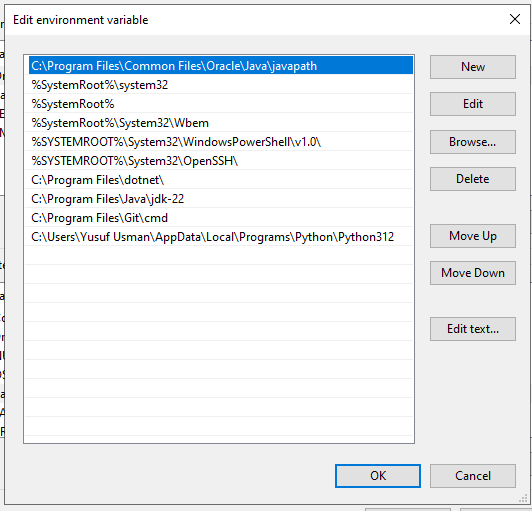 Edit environment variable
C:\Program Files\Common Files\Oracle\Java\javapath
%SystemRoot%\system32
%SystemRoot%
%SystemRoot%\System32\Wbem
%SYSTEMROOT%\System32\WindowsPowerShell\v1.0\
%SYSTEMROOT%\System32\OpenSSH\
C:\Program Files\dotnet\
C:\Program Files\Java\jdk-22
C:\Program Files\Git\cmd
C:\Users\Yusuf Usman\AppData\Local\Programs\Python\Python312
New
Edit
Browse...
Delete
Move Up
Move Down
Edit text...
OK
Cancel